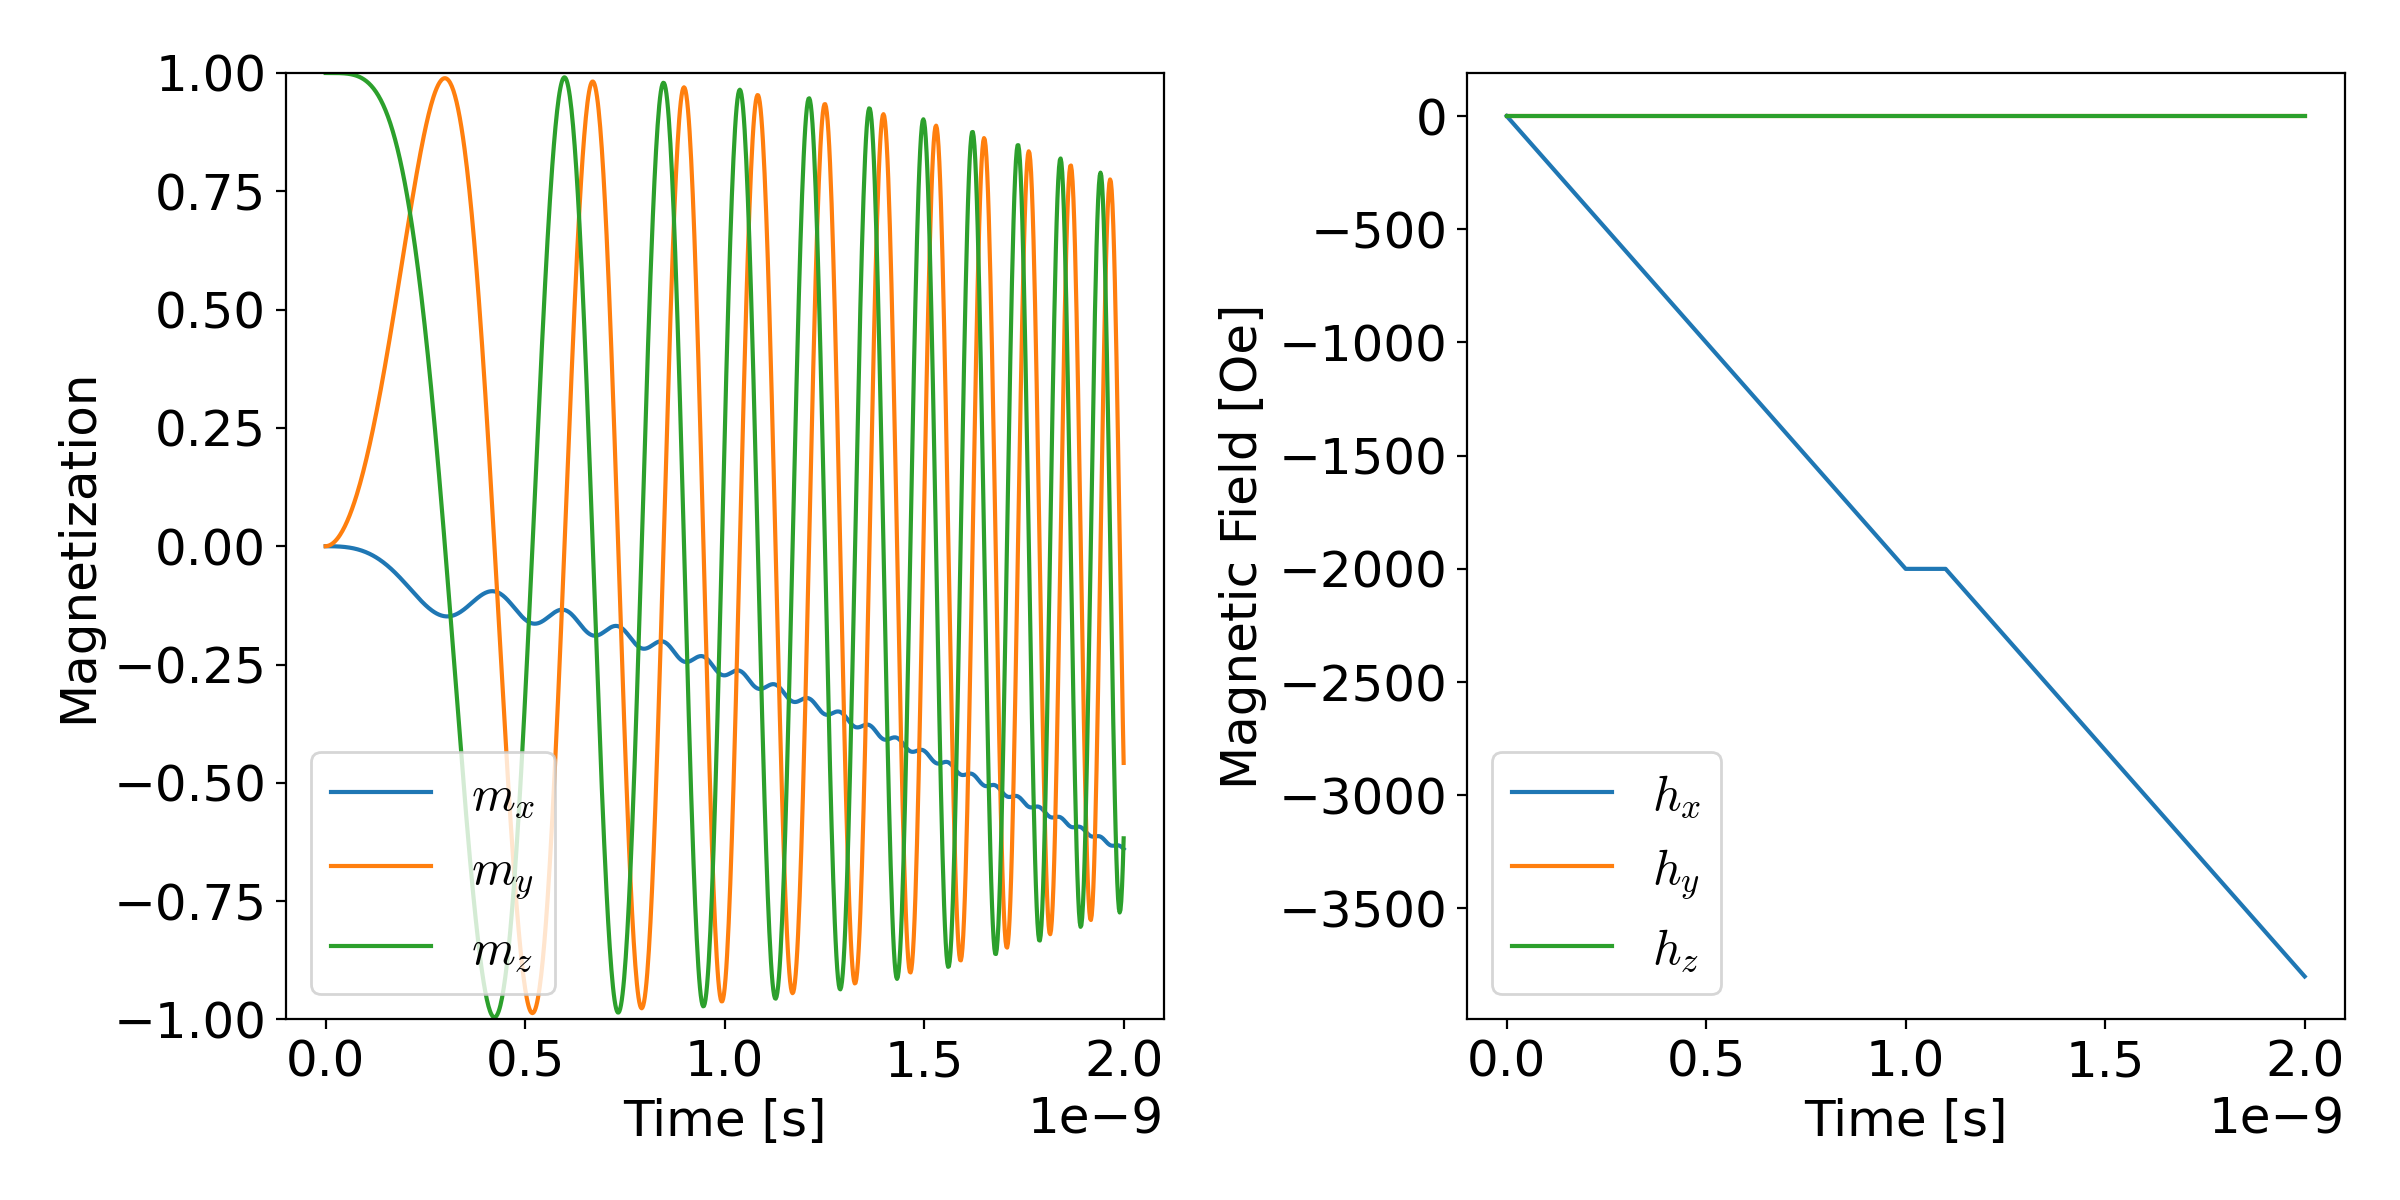 1.00
0.75
0.50
0.25
0.00
−0.25
−0.50
−0.75
−1.00
Magnetization
m_x
m_y
m_z
0.0 0.5 1.0 1.5 2.0
Time [s]
1e−9
0
−500
−1000
−1500
−2000
−2500
−3000
−3500
Magnetic Field [Oe]
h_x
h_y
h_z
0.0 0.5 1.0 1.5 2.0
Time [s]
1e−9